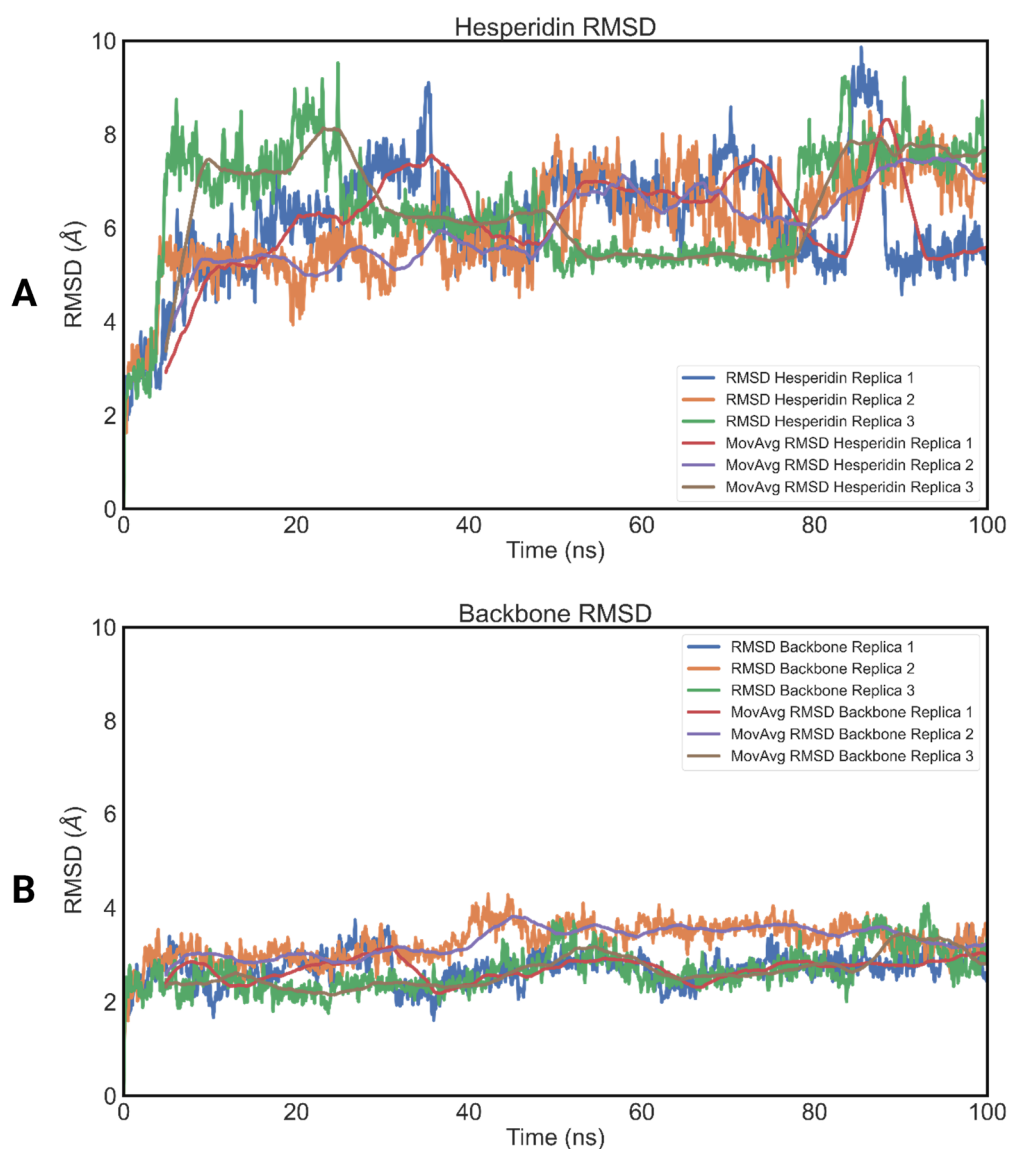 Hesperidin RMSD
10
8
6
4
2
0
RMSD (Å)
A
RMSD Hesperidin Replica 1
RMSD Hesperidin Replica 2
RMSD Hesperidin Replica 3
MovAvg RMSD Hesperidin Replica 1
MovAvg RMSD Hesperidin Replica 2
MovAvg RMSD Hesperidin Replica 3
0 20 40 60 80 100
Time (ns)
Backbone RMSD
10
8
6
4
2
0
RMSD (Å)
B
RMSD Backbone Replica 1
RMSD Backbone Replica 2
RMSD Backbone Replica 3
MovAvg RMSD Backbone Replica 1
MovAvg RMSD Backbone Replica 2
MovAvg RMSD Backbone Replica 3
0 20 40 60 80 100
Time (ns)